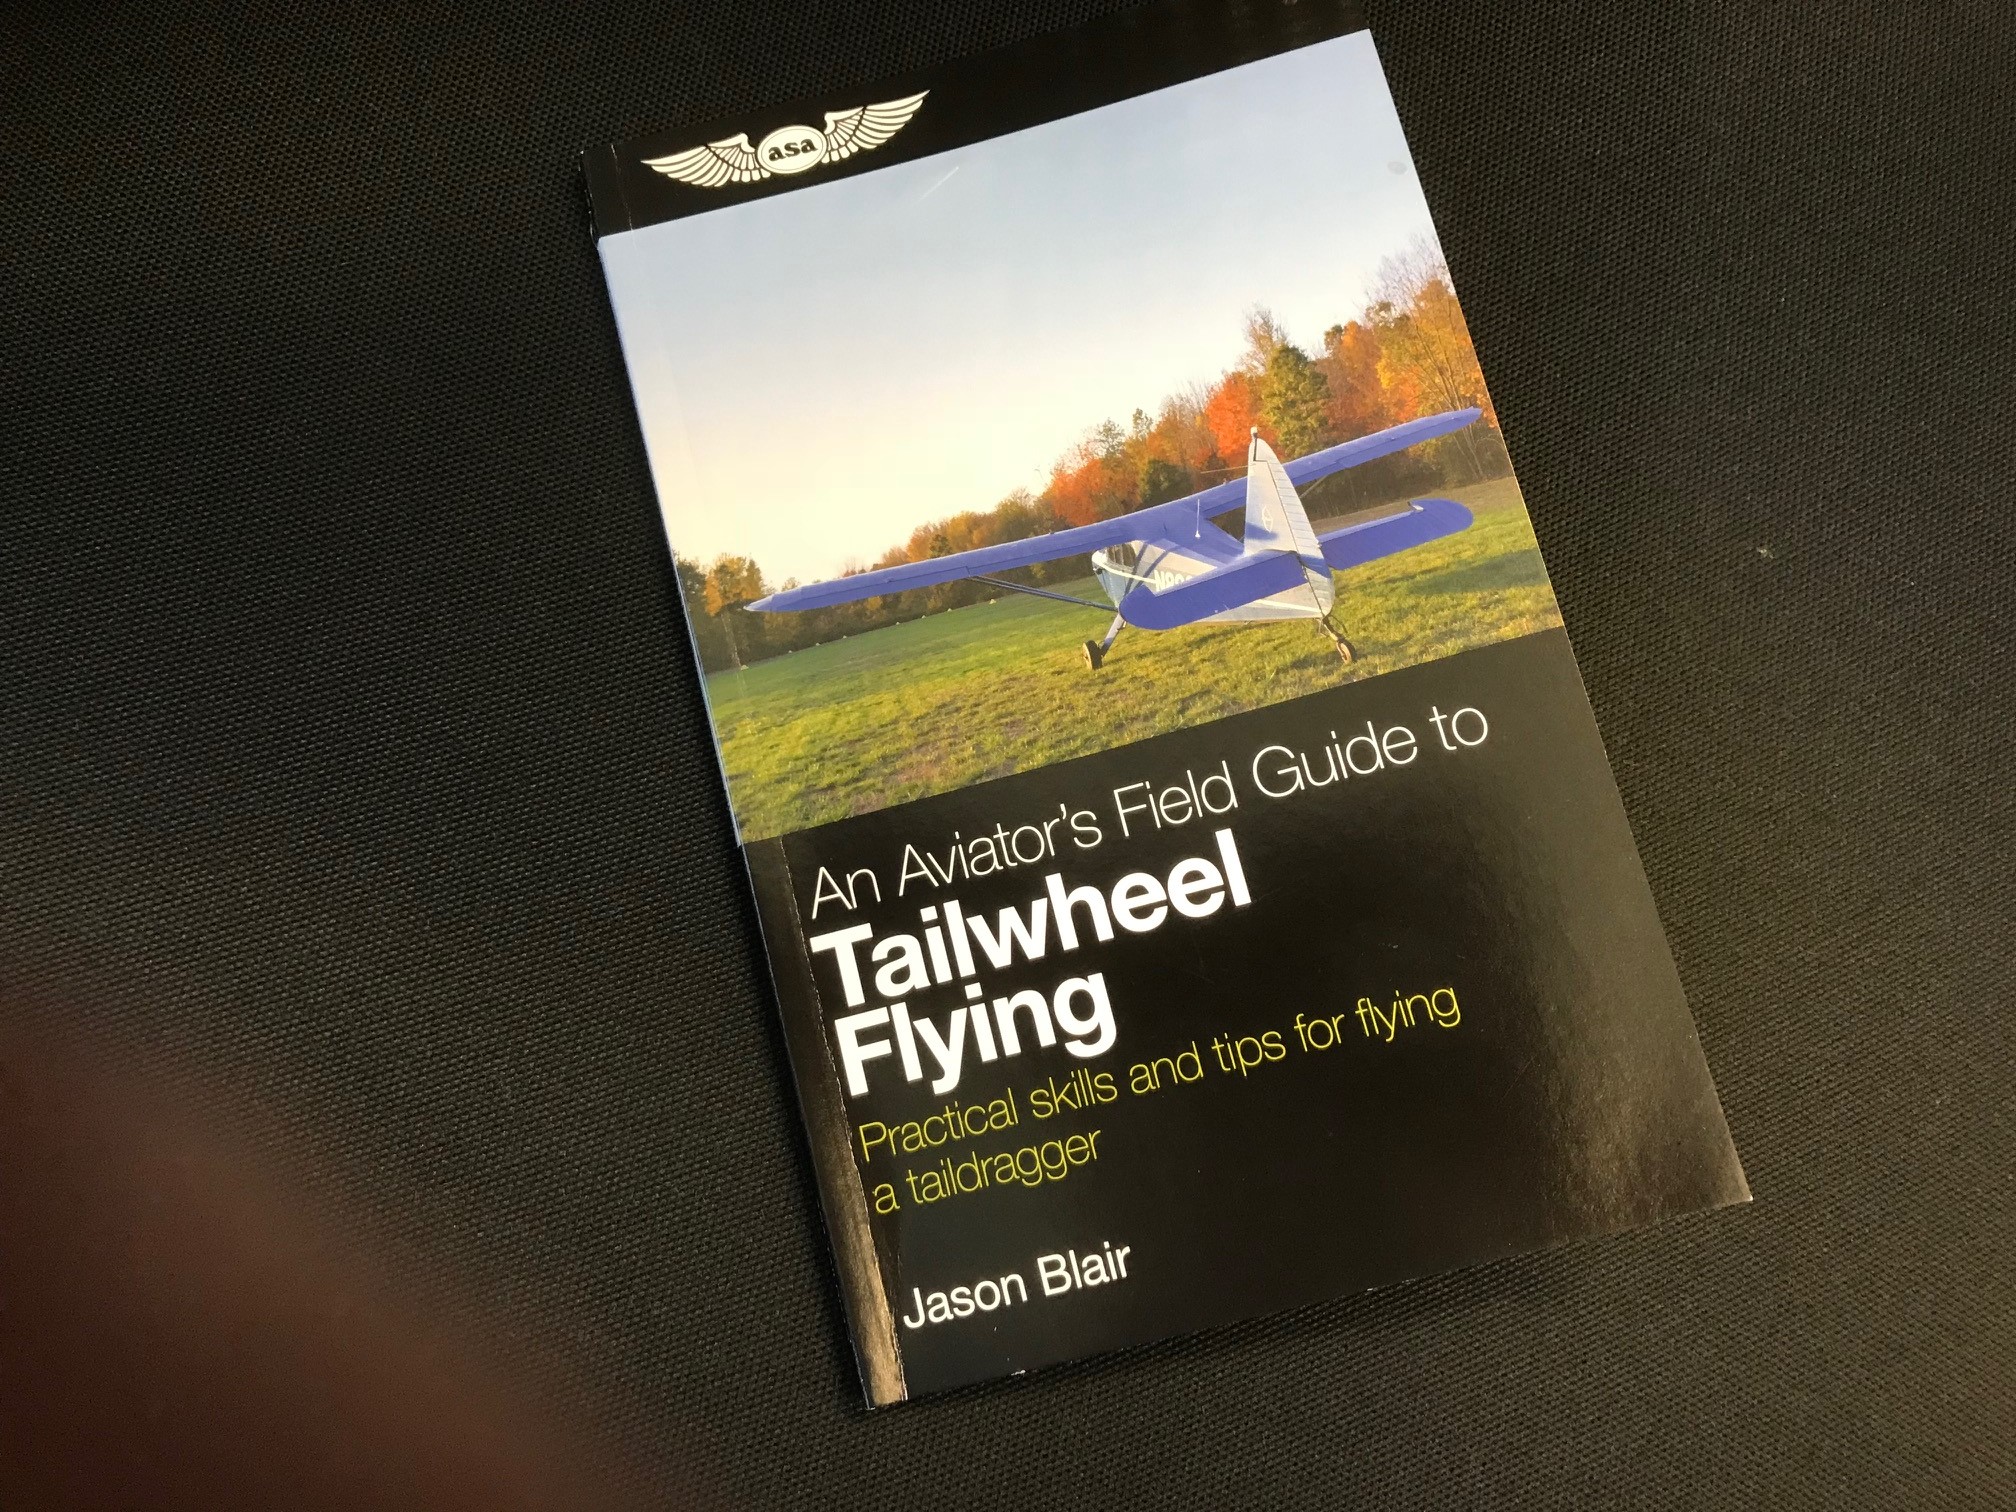 asa
An Aviator's Field Guide to
Tailwheel
Flying
Practical skills and tips for flying
a taildragger
Jason Blair